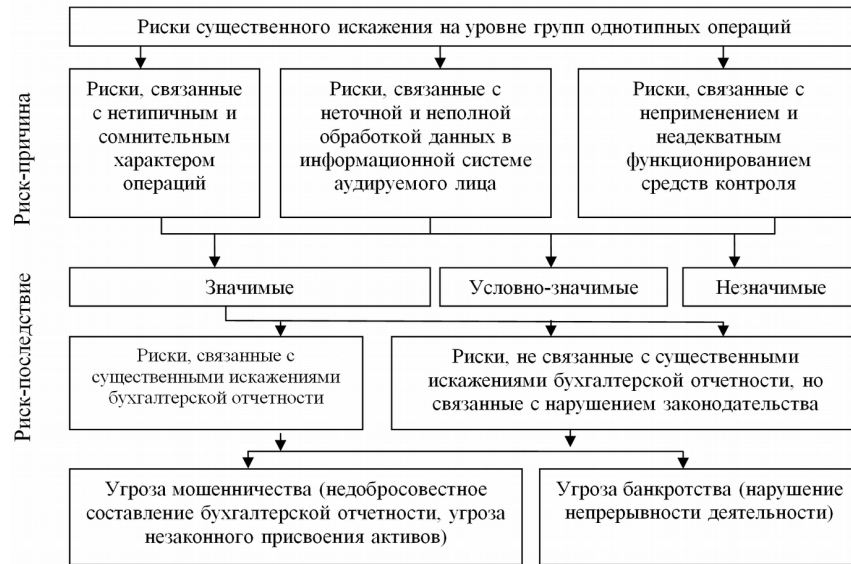 Риски существенного искажения на уровне групп однотипных операций
Риск-причина
Риски, связанные
с нетипичным и
сомнительным
характером
операций
Риски, связанные с
неточной и неполной
обработкой данных в
информационной системе
аудируемого лица
Риски, связанные с
неприменением и
неадекватным
функционированием
средств контроля
Риск-последствие
Значимые
Условно-значимые
Незначимые
Риски, связанные с
существенными искажениями
бухгалтерской отчетности
Риски, не связанные с существенными
искажениями бухгалтерской отчетности, но
связанные с нарушением законодательства
Угроза мошенничества (недобросовестное
составление бухгалтерской отчетности, угроза
незаконного присвоения активов)
Угроза банкротства (нарушение
непрерывности деятельности)